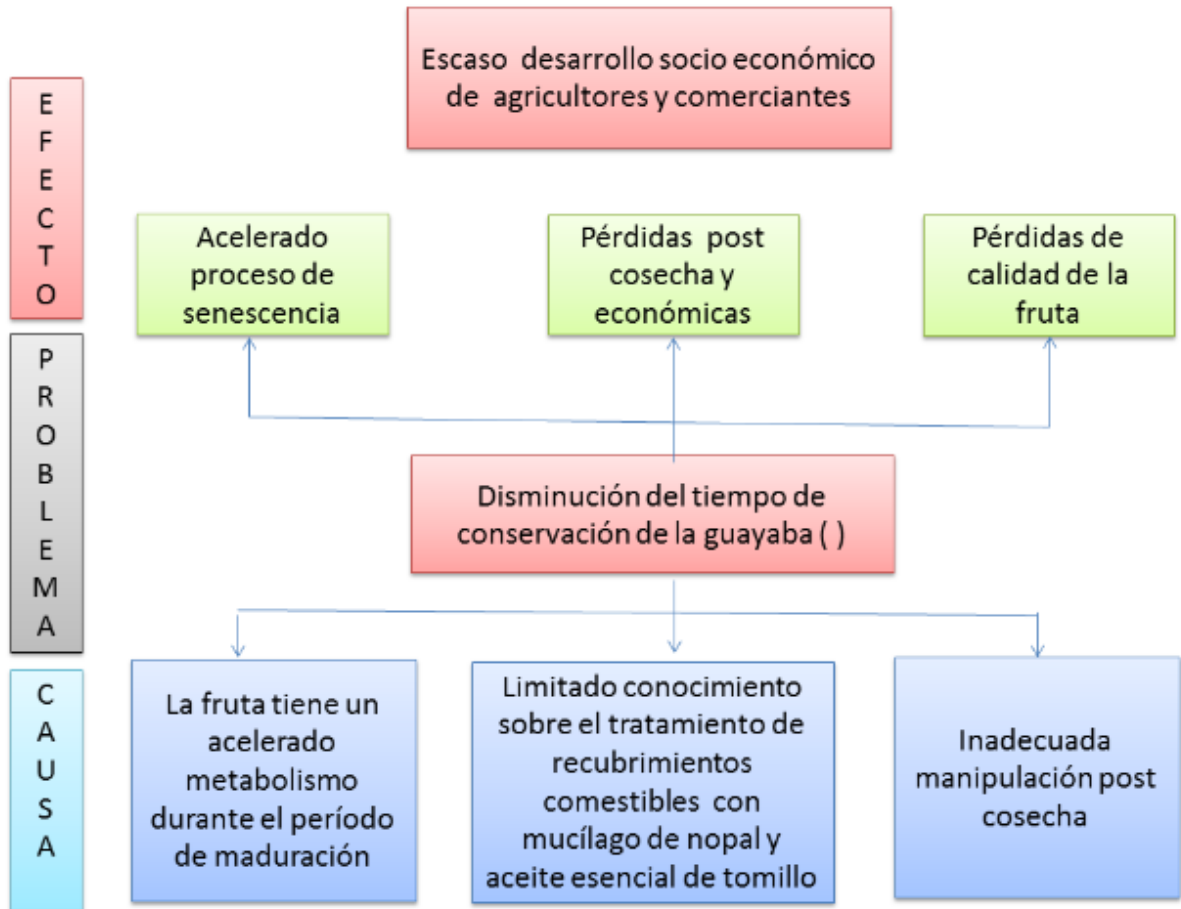 Escaso desarrollo socio económico
de agricultores y comerciantes
E
F
E
C
T
O
Acelerado
proceso de
senescencia
Pérdidas post
cosecha y
económicas
Pérdidas de
calidad de la
fruta
P
R
O
B
L
E
M
A
Disminución del tiempo de
conservación de la guayaba ( )
C
A
U
S
A
La fruta tiene un
acelerado
metabolismo
durante el período
de maduración
Limitado conocimiento
sobre el tratamiento de
recubrimientos
comestibles con
mucílago de nopal y
aceite esencial de tomillo
Inadecuada
manipulación post
cosecha